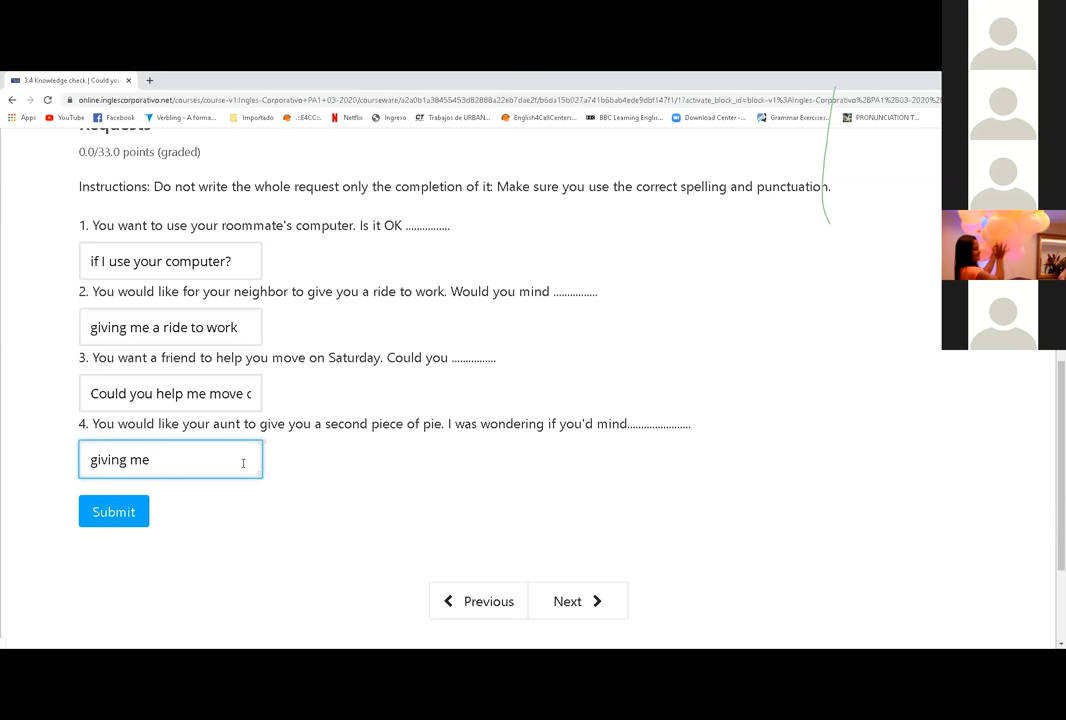 3.4 Knowledge check | Could you
online.inglescorporativo.net/courses/course-v1:Ingles-Corporativo+PA1+03-2020/courseware/
Apps YouTube Facebook Verbling - A forma... Importado .::E4CC::. Netflix Ingreso Trabajos de URBAN... English4CallCenters... BBC Learning Englis... Download Center -... Grammar Exercises... PRONUNCIATION T...
Requests
0.0/33.0 points (graded)
Instructions: Do not write the whole request only the completion of it: Make sure you use the correct spelling and punctuation.
1. You want to use your roommate's computer. Is it OK ................
if I use your computer?
2. You would like for your neighbor to give you a ride to work. Would you mind ................
giving me a ride to work
3. You want a friend to help you move on Saturday. Could you ................
Could you help me move
4. You would like your aunt to give you a second piece of pie. I was wondering if you'd mind.......................
giving me
Submit
Previous Next